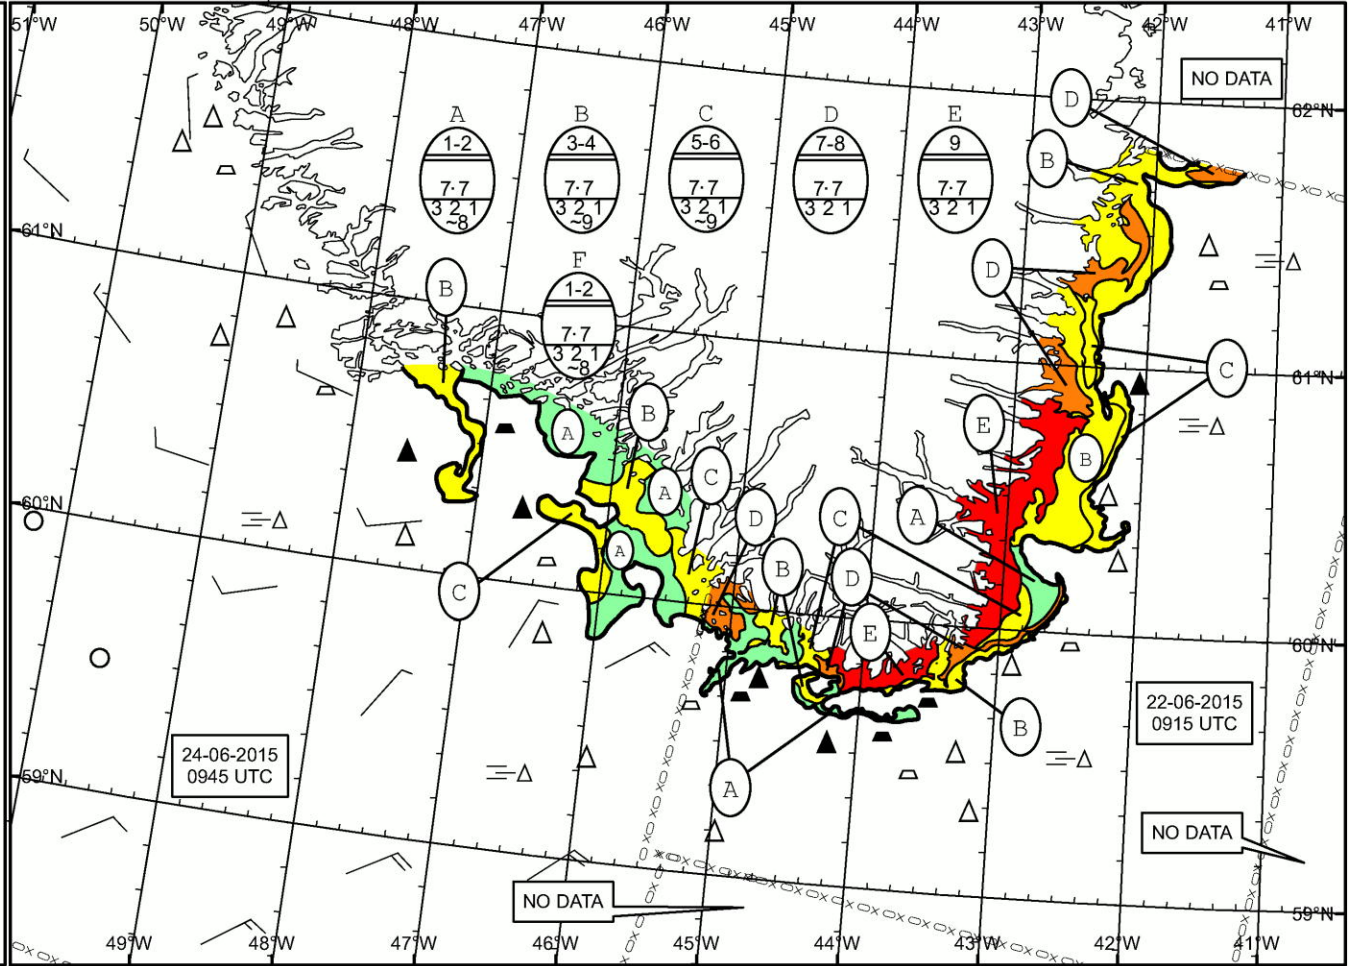 51°W 50°W 49°W 48°W 47°W 46°W 45°W 44°W 43°W 42°W 41°W
NO DATA
62°N
D
A B C D E
1-2 3-4 5-6 7-8 9
7·7 7·7 7·7 7·7 7·7
3 2 1 3 2 1 3 2 1 3 2 1 3 2 1
~8 ~9 ~9
B
61°N
F
1-2
7·7
3 2 1
~8
B
D
C
61°N
B
E
A
B
C
A
60°N
D
C
A
A
B
D
C
E
60°N
22-06-2015
0915 UTC
B
24-06-2015
0945 UTC
59°N
A
NO DATA
NO DATA
59°N
49°W 48°W 47°W 46°W 45°W 44°W 43°W 42°W 41°W